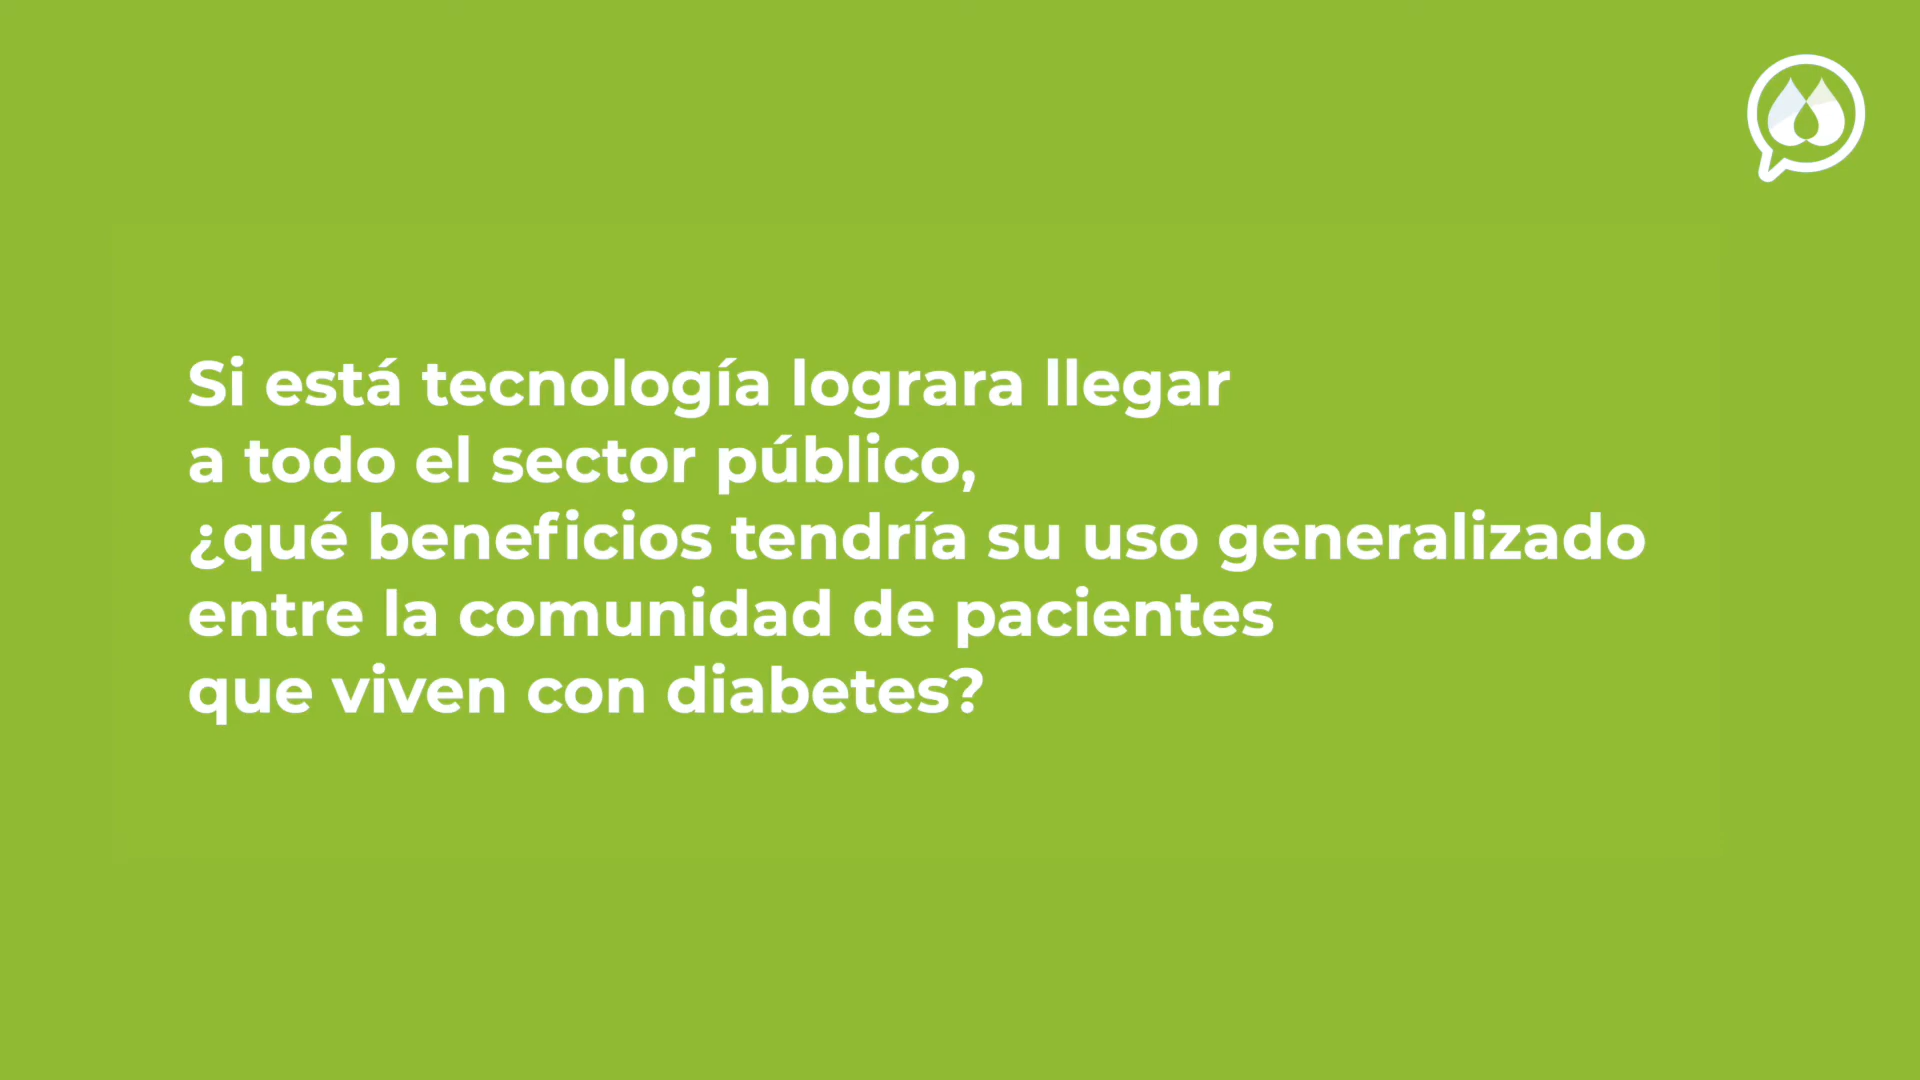 Si está tecnología lograra llegar
a todo el sector público,
¿qué beneficios tendría su uso generalizado
entre la comunidad de pacientes
que viven con diabetes?